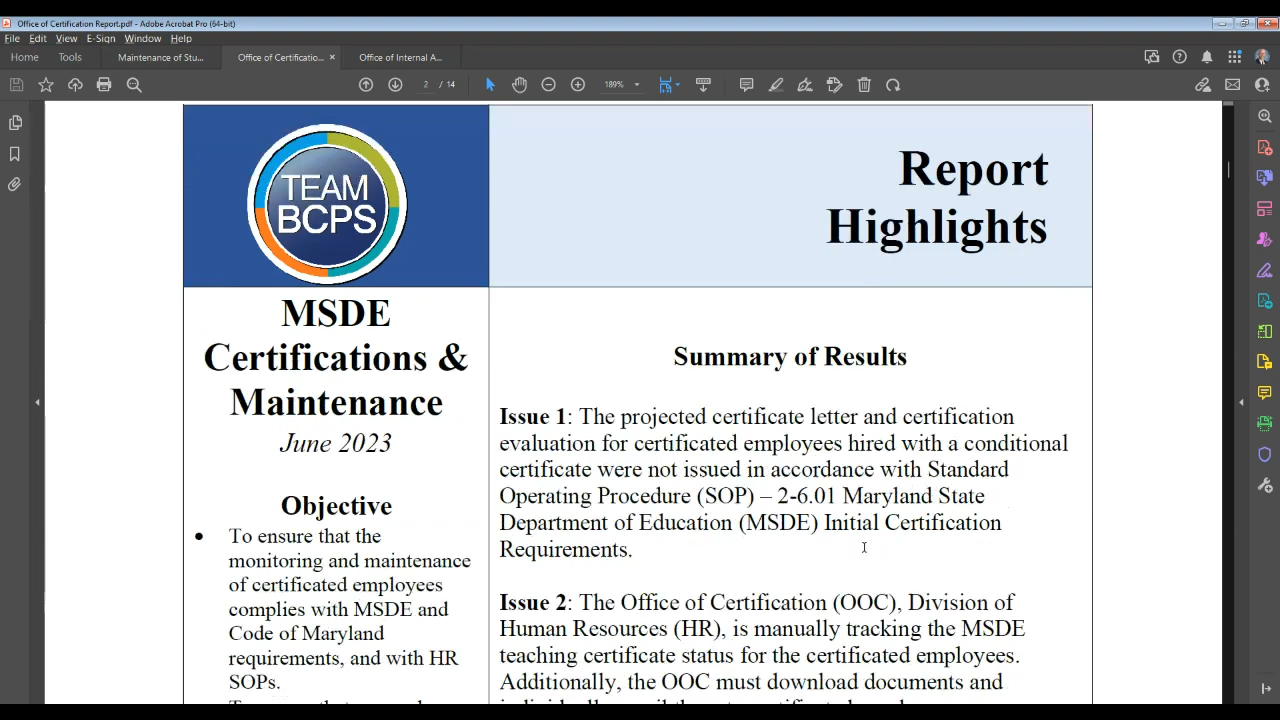 Office of Certification Report.pdf - Adobe Acrobat Pro (64-bit)
File Edit View E-Sign Window Help
Home Tools Maintenance of Stu... Office of Certificatio... × Office of Internal A...
2 / 14 189%
TEAM
BCPS
Report
Highlights
MSDE
Certifications &
Maintenance
June 2023
Objective
• To ensure that the
monitoring and maintenance
of certificated employees
complies with MSDE and
Code of Maryland
requirements, and with HR
SOPs.
Summary of Results
Issue 1: The projected certificate letter and certification
evaluation for certificated employees hired with a conditional
certificate were not issued in accordance with Standard
Operating Procedure (SOP) – 2-6.01 Maryland State
Department of Education (MSDE) Initial Certification
Requirements.
Issue 2: The Office of Certification (OOC), Division of
Human Resources (HR), is manually tracking the MSDE
teaching certificate status for the certificated employees.
Additionally, the OOC must download documents and